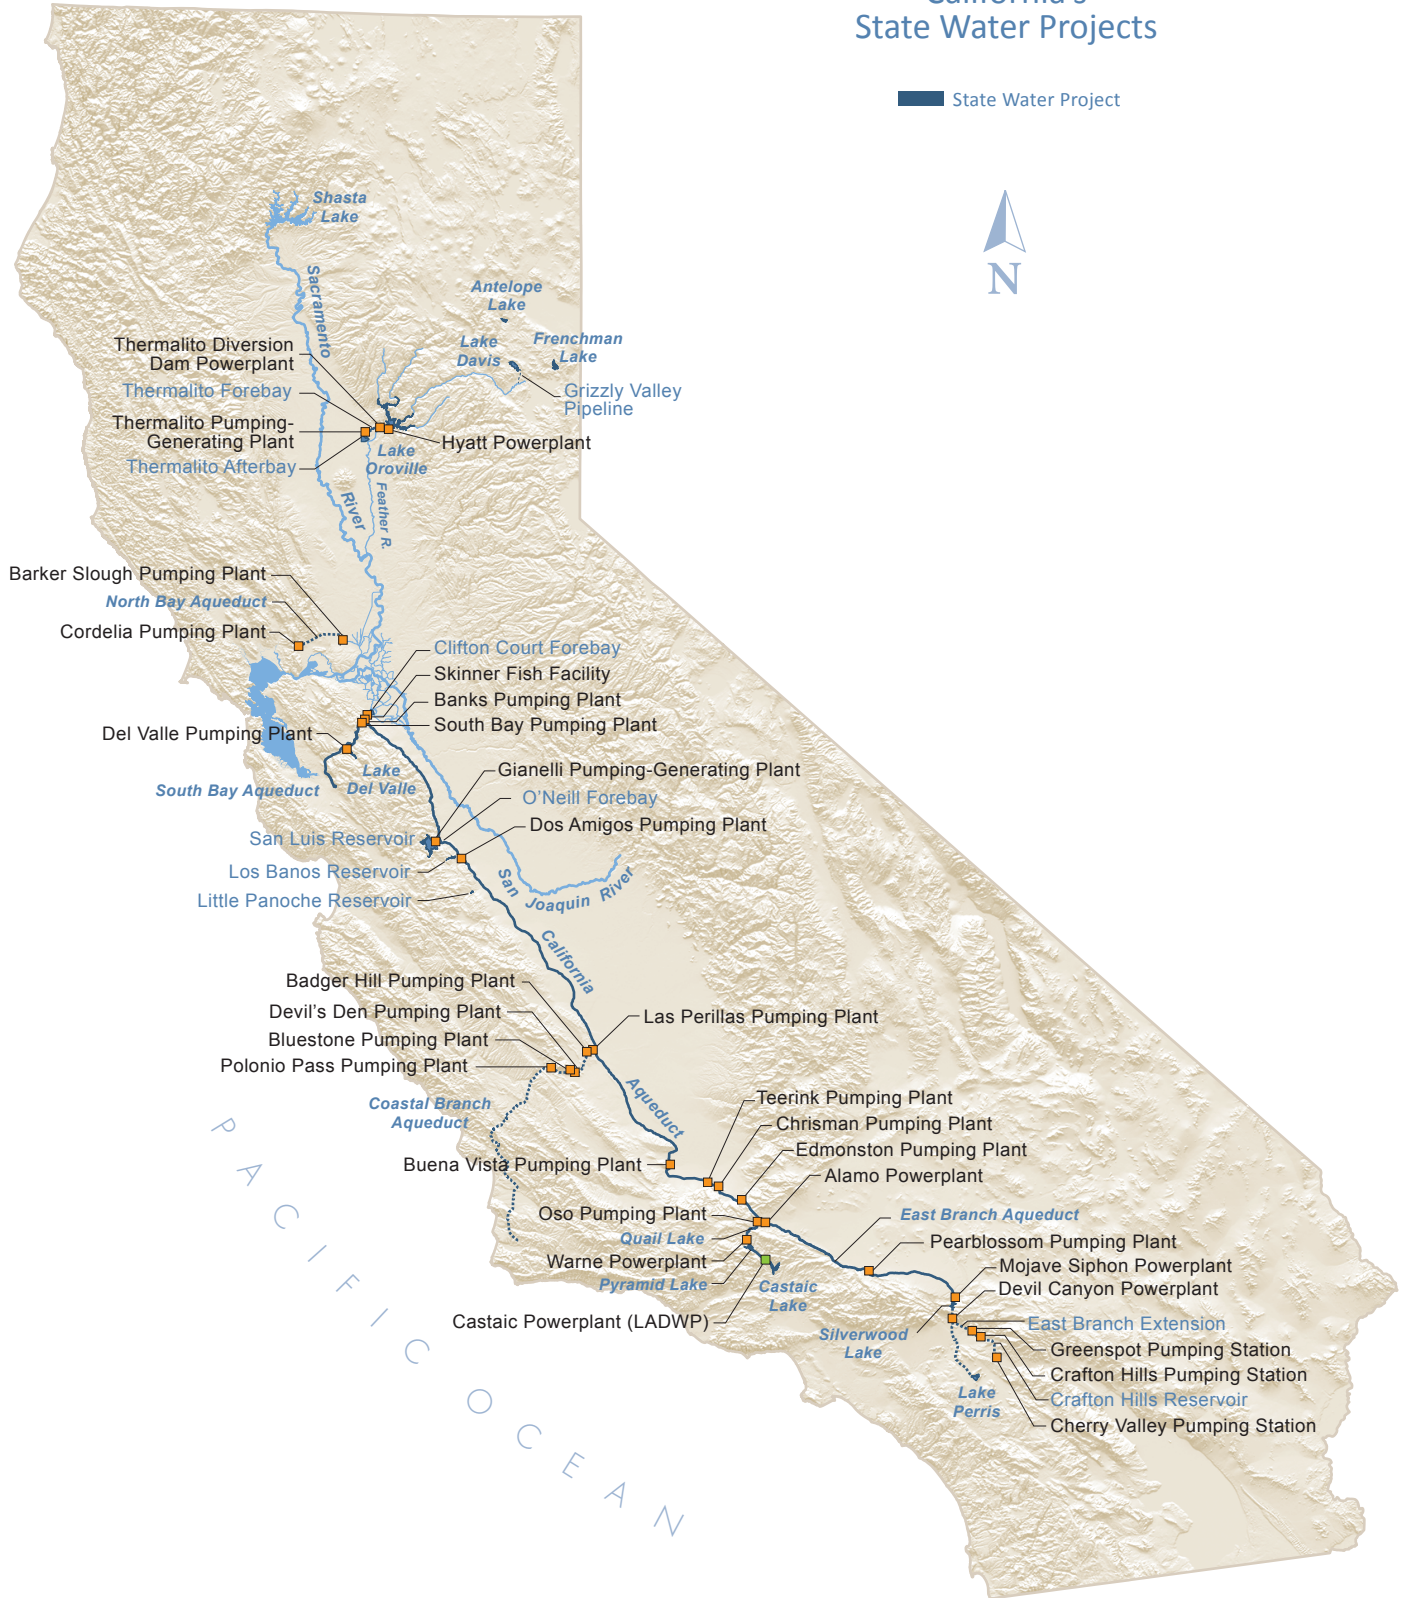 California's
State Water Projects
State Water Project
N
Shasta
Lake
Sacramento
River
Antelope
Lake
Lake
Davis
Frenchman
Lake
Thermalito Diversion
Dam Powerplant
Thermalito Forebay
Grizzly Valley
Pipeline
Thermalito Pumping-
Generating Plant
Hyatt Powerplant
Thermalito Afterbay
Lake
Oroville
Feather R.
Barker Slough Pumping Plant
North Bay Aqueduct
Cordelia Pumping Plant
Clifton Court Forebay
Skinner Fish Facility
Banks Pumping Plant
South Bay Pumping Plant
Del Valle Pumping Plant
Lake
Del Valle
South Bay Aqueduct
Gianelli Pumping-Generating Plant
O'Neill Forebay
Dos Amigos Pumping Plant
San Luis Reservoir
Los Banos Reservoir
Little Panoche Reservoir
San Joaquin River
California
Aqueduct
Badger Hill Pumping Plant
Devil's Den Pumping Plant
Bluestone Pumping Plant
Polonio Pass Pumping Plant
Las Perillas Pumping Plant
Coastal Branch
Aqueduct
Teerink Pumping Plant
Chrisman Pumping Plant
Edmonston Pumping Plant
Alamo Powerplant
Buena Vista Pumping Plant
Oso Pumping Plant
Quail Lake
Warne Powerplant
Pyramid Lake
Castaic
Lake
Castaic Powerplant (LADWP)
East Branch Aqueduct
Pearblossom Pumping Plant
Mojave Siphon Powerplant
Devil Canyon Powerplant
Silverwood
Lake
East Branch Extension
Greenspot Pumping Station
Crafton Hills Pumping Station
Crafton Hills Reservoir
Cherry Valley Pumping Station
Lake
Perris
PACIFIC OCEAN